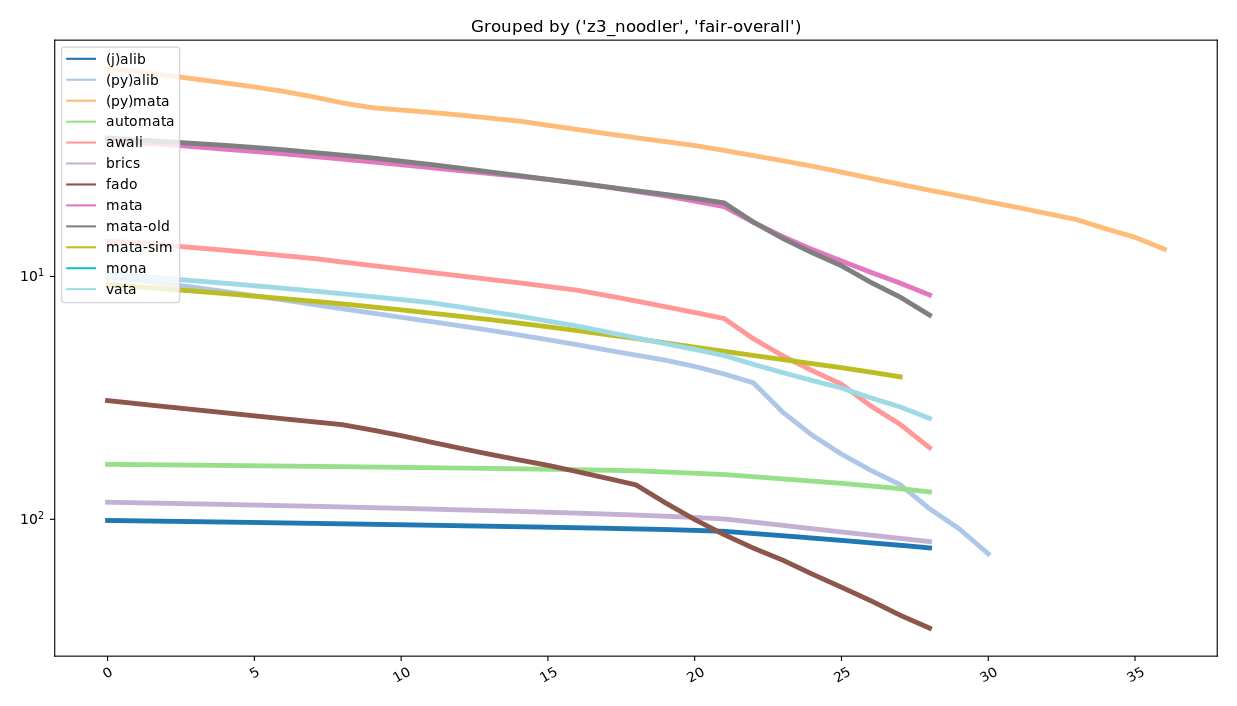 Grouped by ('z3_noodler', 'fair-overall')
(j)alib
(py)alib
(py)mata
automata
awali
brics
fado
mata
mata-old
mata-sim
mona
vata
10¹
10²
0
5
10
15
20
25
30
35